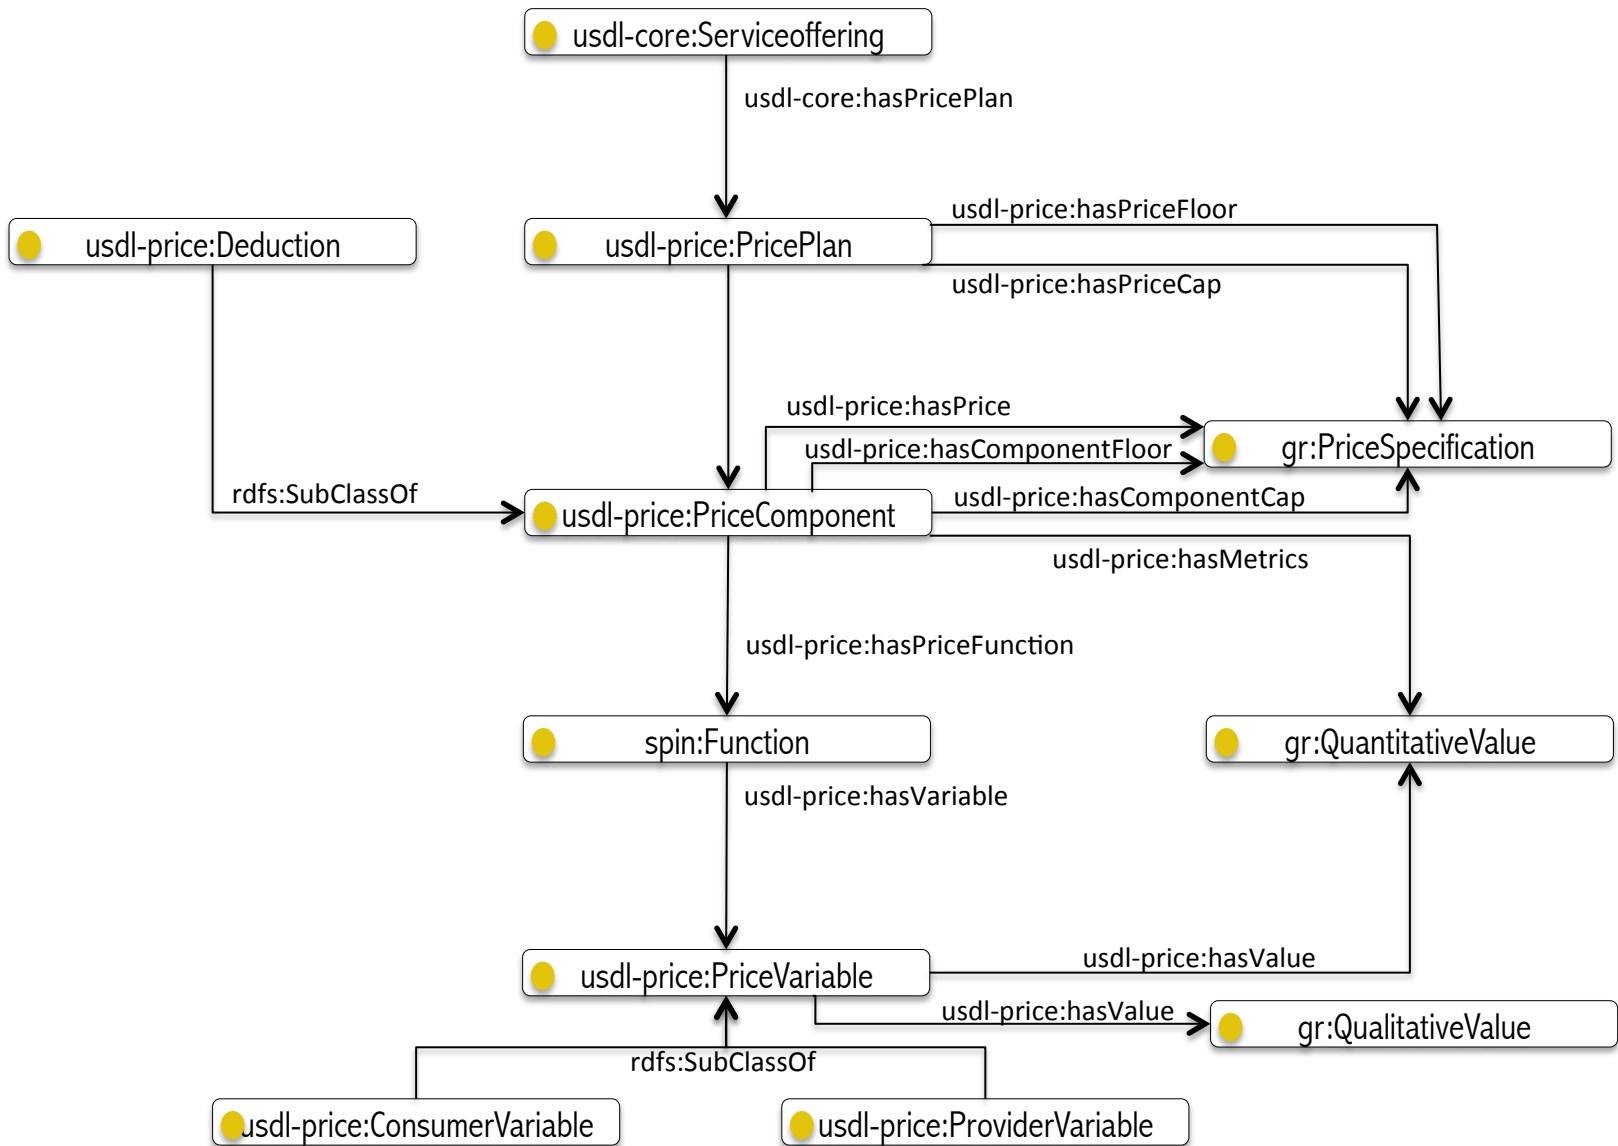 usdl-core:Serviceoffering
usdl-core:hasPricePlan
usdl-price:hasPriceFloor
usdl-price:Deduction
usdl-price:PricePlan
usdl-price:hasPriceCap
usdl-price:hasPrice
usdl-price:hasComponentFloor
gr:PriceSpecification
rdfs:SubClassOf
usdl-price:hasComponentCap
usdl-price:PriceComponent
usdl-price:hasMetrics
usdl-price:hasPriceFunction
spin:Function
gr:QuantitativeValue
usdl-price:hasVariable
usdl-price:hasValue
usdl-price:PriceVariable
usdl-price:hasValue
gr:QualitativeValue
rdfs:SubClassOf
usdl-price:ConsumerVariable
usdl-price:ProviderVariable